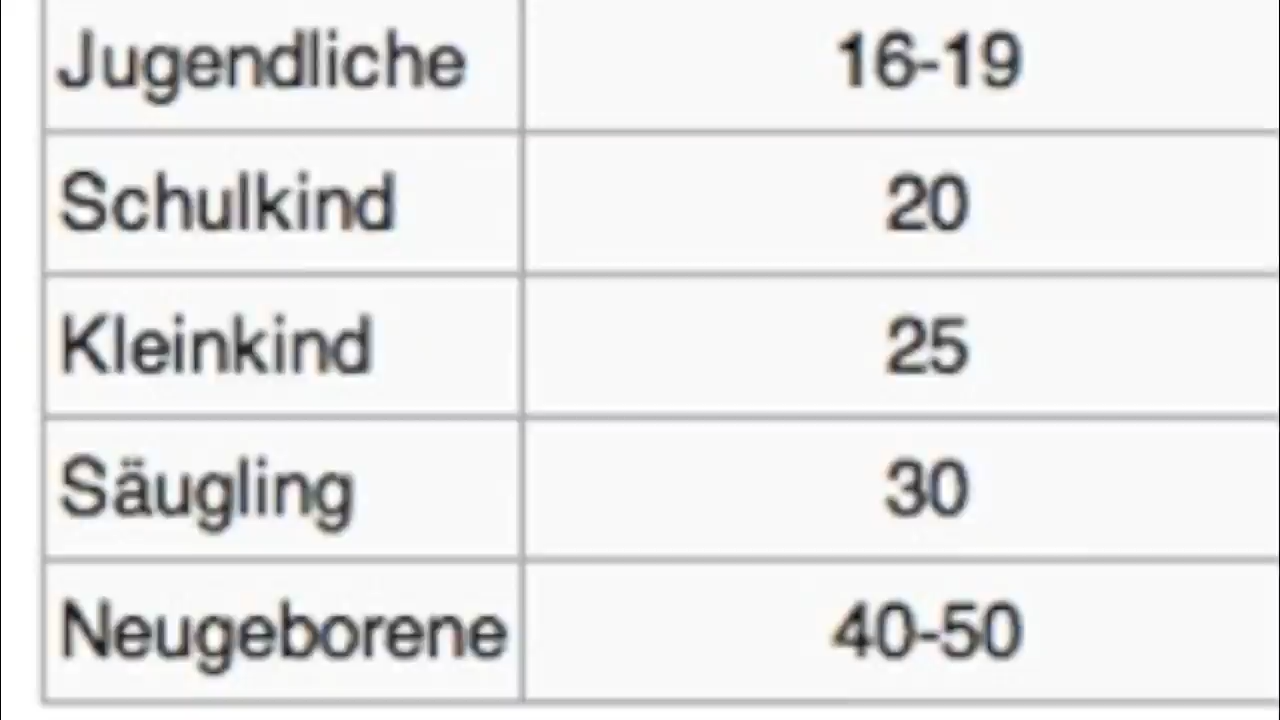 Jugendliche 16-19
Schulkind 20
Kleinkind 25
Säugling 30
Neugeborene 40-50